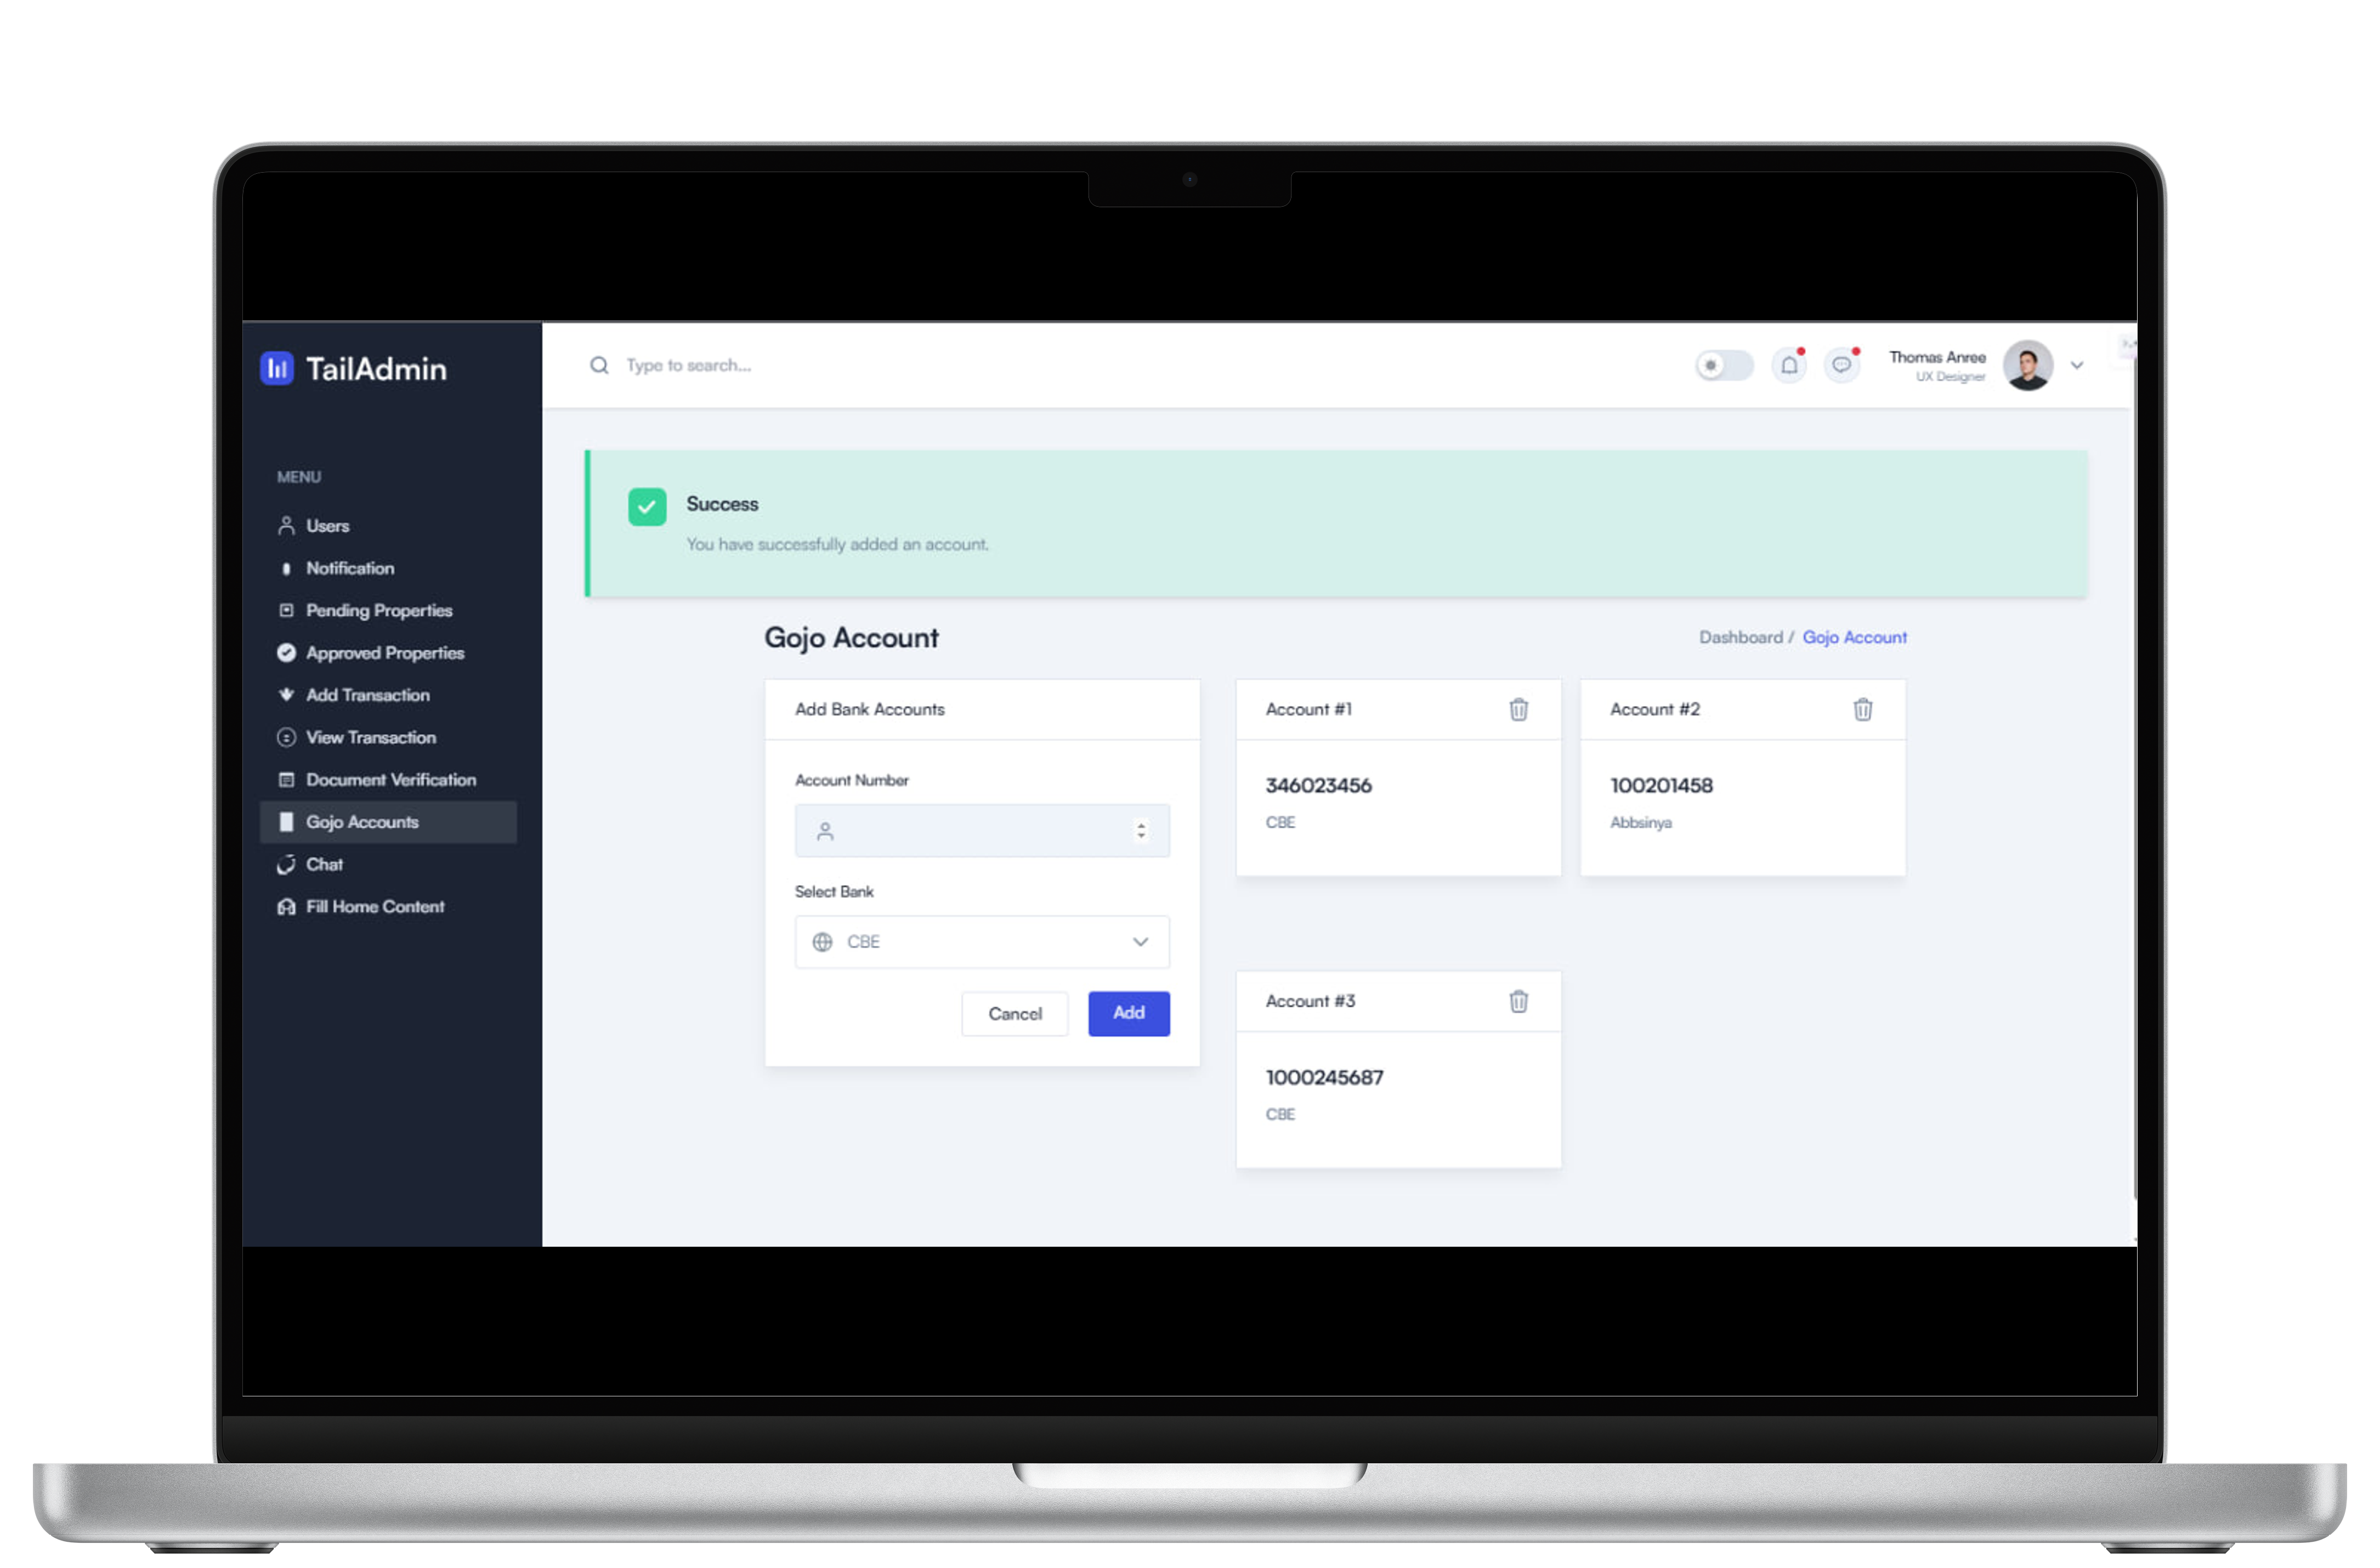 TailAdmin
Type to search...
Thomas Anree
UX Designer
MENU
Users
Notification
Pending Properties
Approved Properties
Add Transaction
View Transaction
Document Verification
Gojo Accounts
Chat
Fill Home Content
Success
You have successfully added an account.
Gojo Account
Dashboard / Gojo Account
Add Bank Accounts
Account Number
Select Bank
CBE
Cancel
Add
Account #1
346023456
CBE
Account #2
100201458
Abbsinya
Account #3
1000245687
CBE